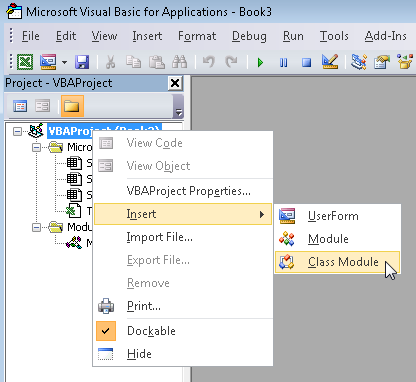 Microsoft Visual Basic for Applications - Book3
File Edit View Insert Format Debug Run Tools Add-Ins
Project - VBAProject
VBAProject (Book3)
Micro
S
S
S
T
Modu
M
View Code
View Object
VBAProject Properties...
Insert
Import File...
Export File...
Remove
Print...
Dockable
Hide
UserForm
Module
Class Module